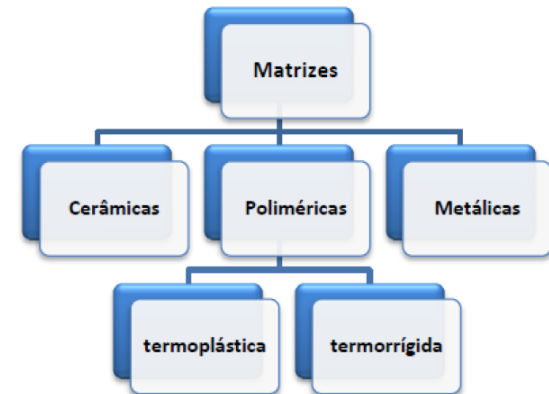 Matrizes
Cerâmicas
Poliméricas
Metálicas
termoplástica
termorrígida